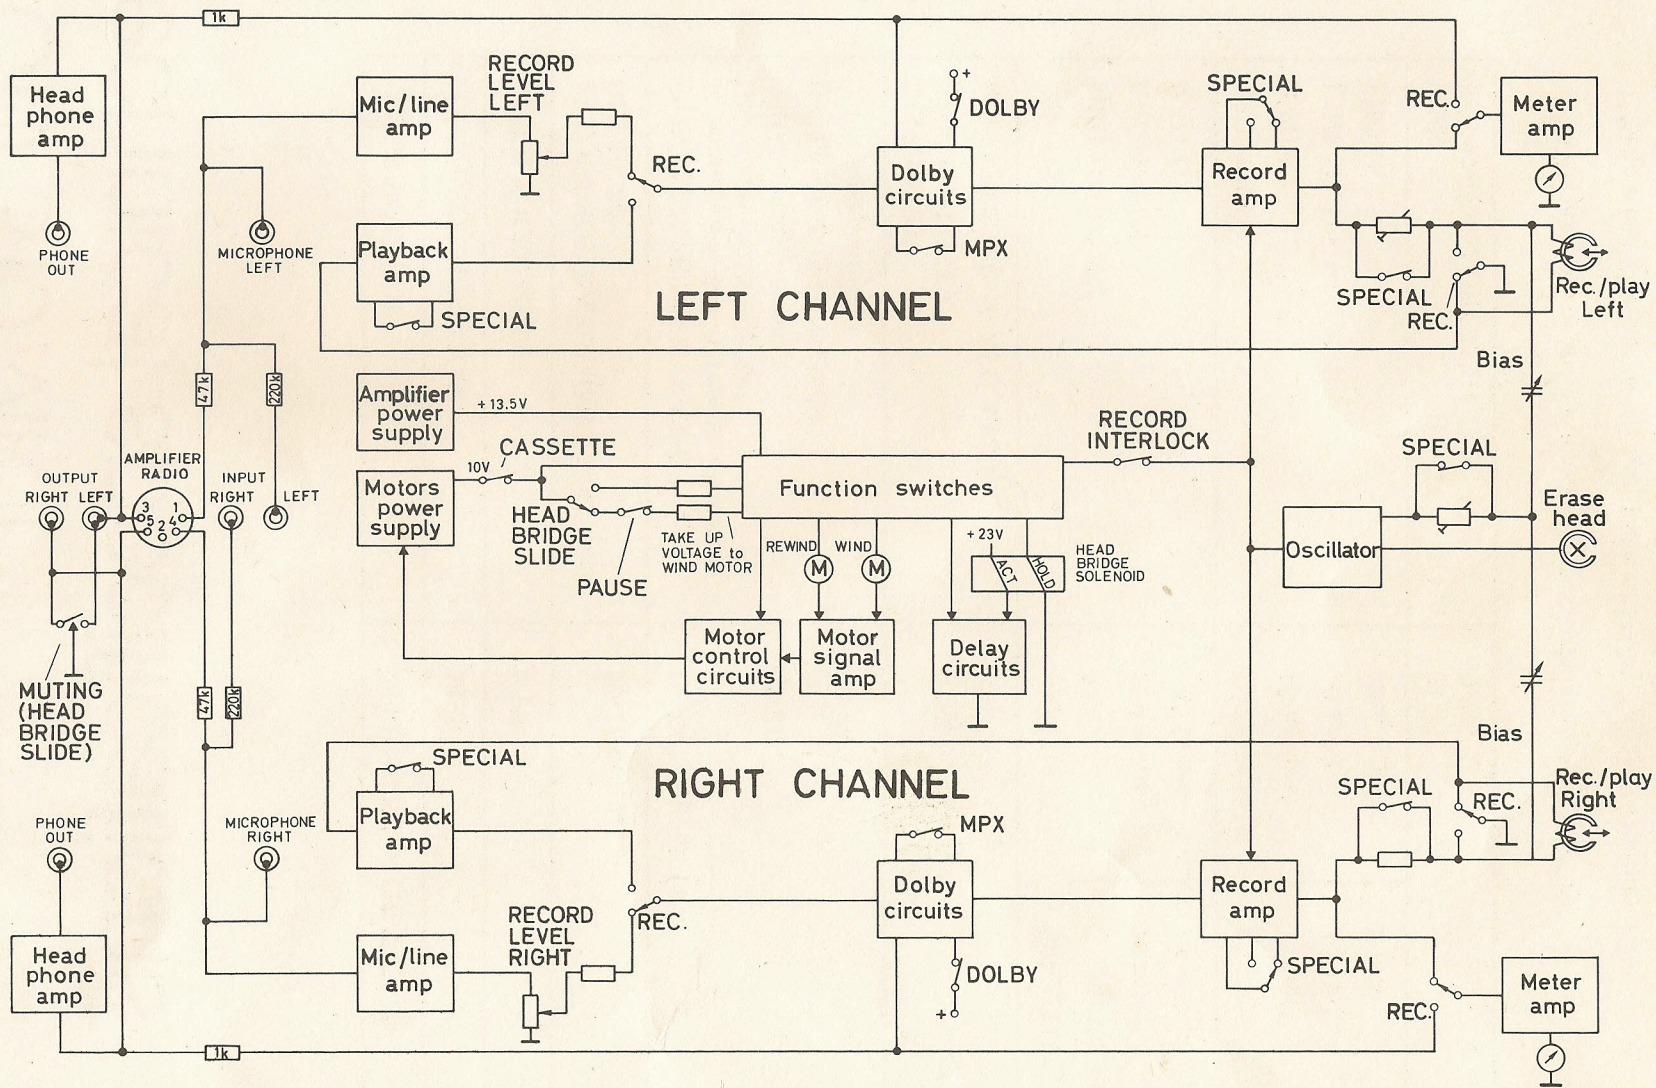 1k
Head
phone
amp
PHONE
OUT
Mic/line
amp
RECORD
LEVEL
LEFT
REC.
MICROPHONE
LEFT
Playback
amp
SPECIAL
+
DOLBY
Dolby
circuits
MPX
SPECIAL
Record
amp
REC.
Meter
amp
SPECIAL
REC.
Rec./play
Left
LEFT CHANNEL
Bias
47k
220k
Amplifier
power
supply
+13.5V
CASSETTE
10V
Motors
power
supply
HEAD
BRIDGE
SLIDE
PAUSE
TAKE UP
VOLTAGE to
WIND MOTOR
Function switches
RECORD
INTERLOCK
REWIND
M
WIND
M
+23V
ACT
HOLD
HEAD
BRIDGE
SOLENOID
Motor
control
circuits
Motor
signal
amp
Delay
circuits
SPECIAL
Oscillator
Erase
head
AMPLIFIER
RADIO
OUTPUT
RIGHT LEFT
INPUT
RIGHT
LEFT
3
1
5
2
4
MUTING
(HEAD
BRIDGE
SLIDE)
47k
220k
Bias
RIGHT CHANNEL
SPECIAL
Playback
amp
PHONE
OUT
MICROPHONE
RIGHT
Head
phone
amp
Mic/line
amp
RECORD
LEVEL
RIGHT
REC.
MPX
Dolby
circuits
DOLBY
+
Record
amp
SPECIAL
SPECIAL
REC.
Rec./play
Right
REC.
Meter
amp
1k